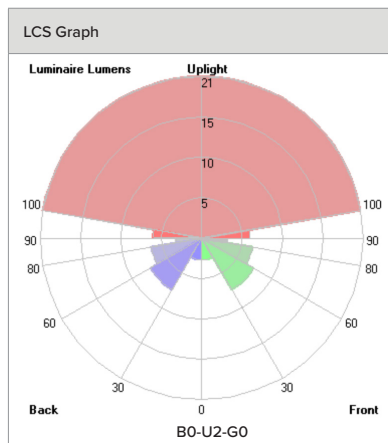 LCS Graph
Luminaire Lumens Uplight
21
15
10
5
100 100
90 90
80 80
60 60
30 30
Back 0 Front
B0-U2-G0